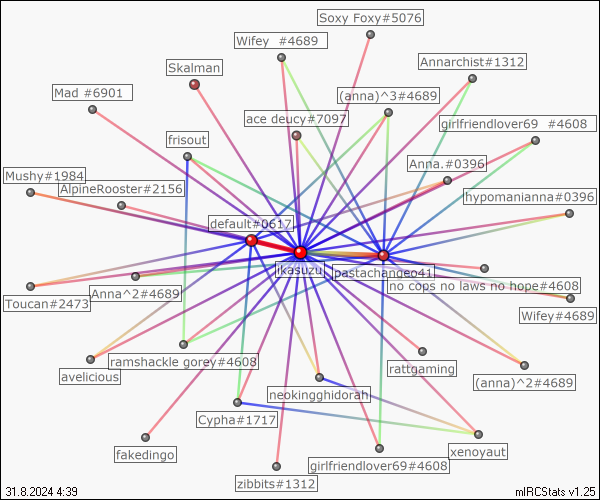 Soxy Foxy#5076
Wifey  #4689
Annarchist#1312
Skalman
Mad #6901
(anna)^3#4689
ace deucy#7097
girlfriendlover69  #4608
frisout
Anna.#0396
Mushy#1984
AlpineRooster#2156
hypomanianna#0396
default#0617
ikasuzu
pastachangeo41
no cops no laws no hope#4608
Anna^2#4689
Toucan#2473
Wifey#4689
ramshackle gorey#4608
rattgaming
avelicious
(anna)^2#4689
neokingghidorah
Cypha#1717
fakedingo
xenoyaut
girlfriendlover69#4608
zibbits#1312
31.8.2024 4:39
mIRCStats v1.25